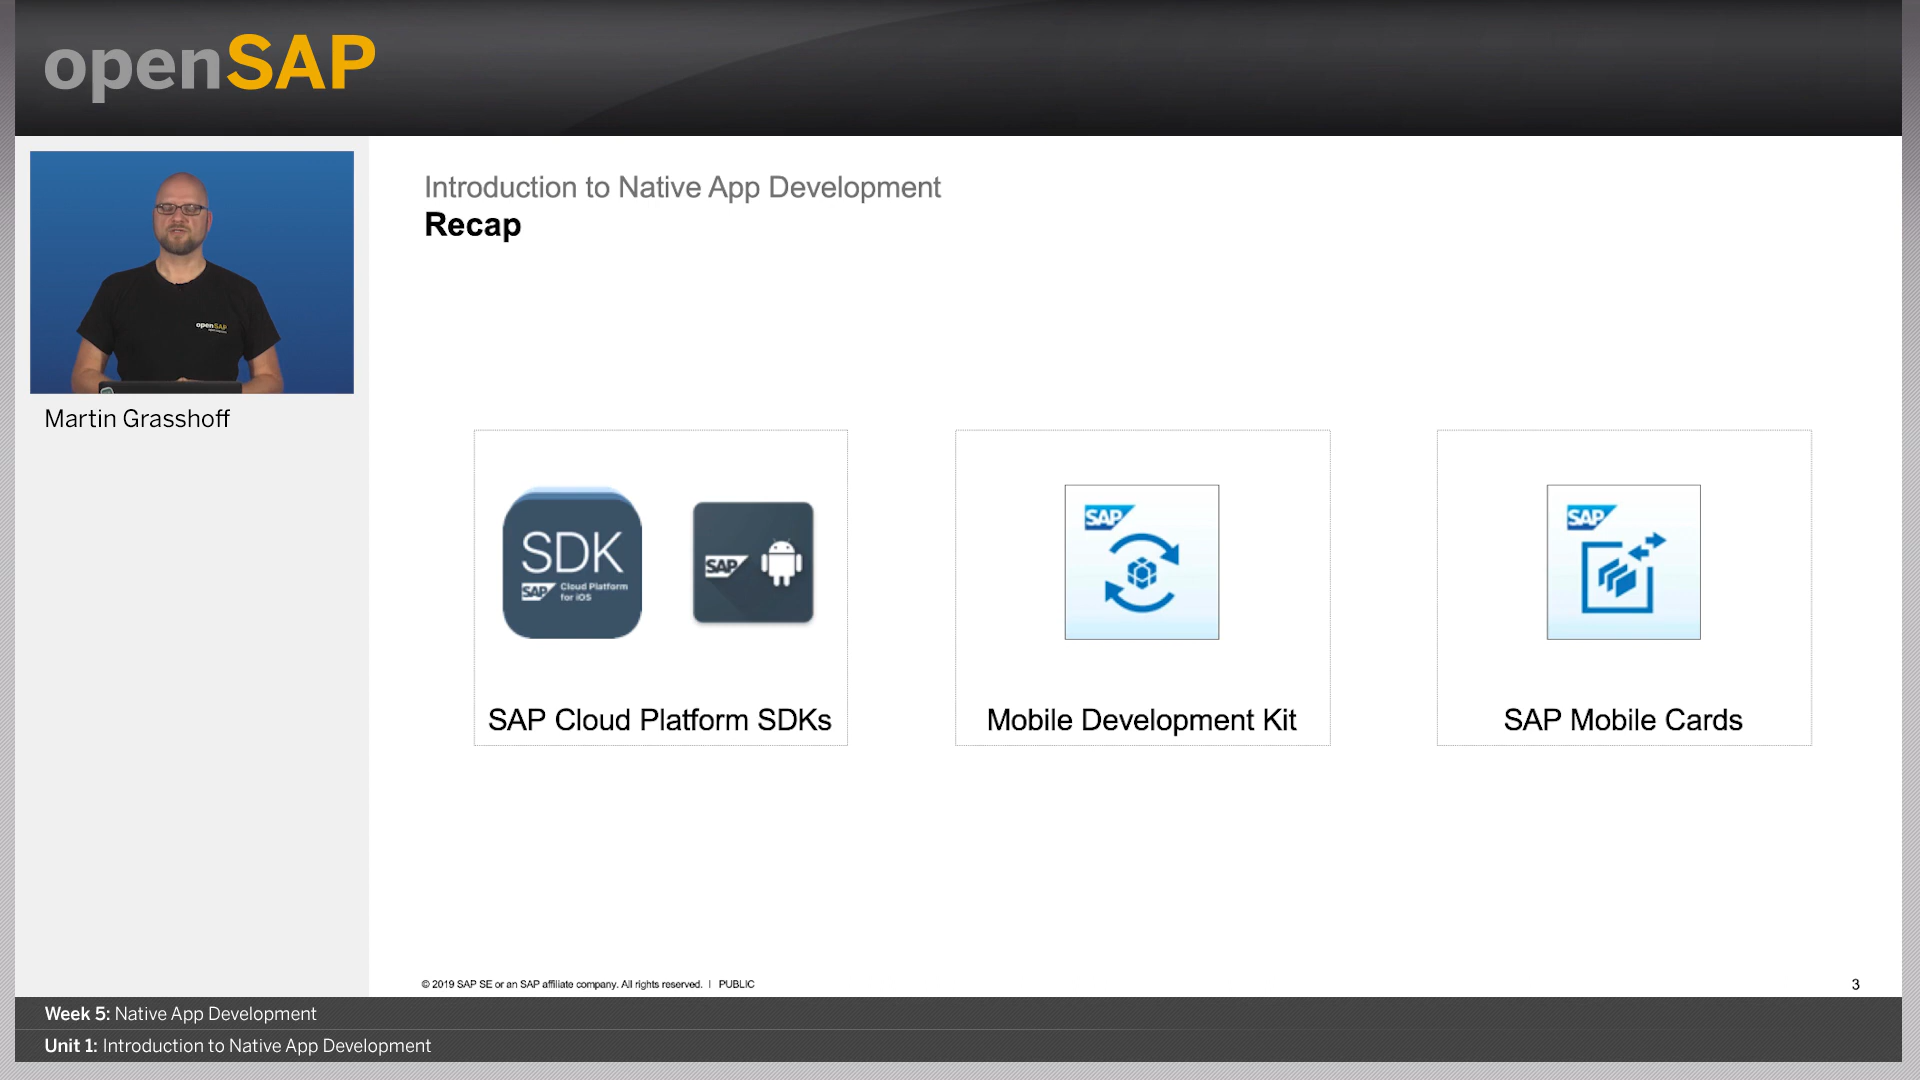 openSAP
Introduction to Native App Development
Recap
openSAP
Martin Grasshoff
SDK
SAP Cloud Platform
for iOS
SAP
SAP
SAP
SAP Cloud Platform SDKs
Mobile Development Kit
SAP Mobile Cards
© 2019 SAP SE or an SAP affiliate company. All rights reserved. | PUBLIC
3
Week 5: Native App Development
Unit 1: Introduction to Native App Development